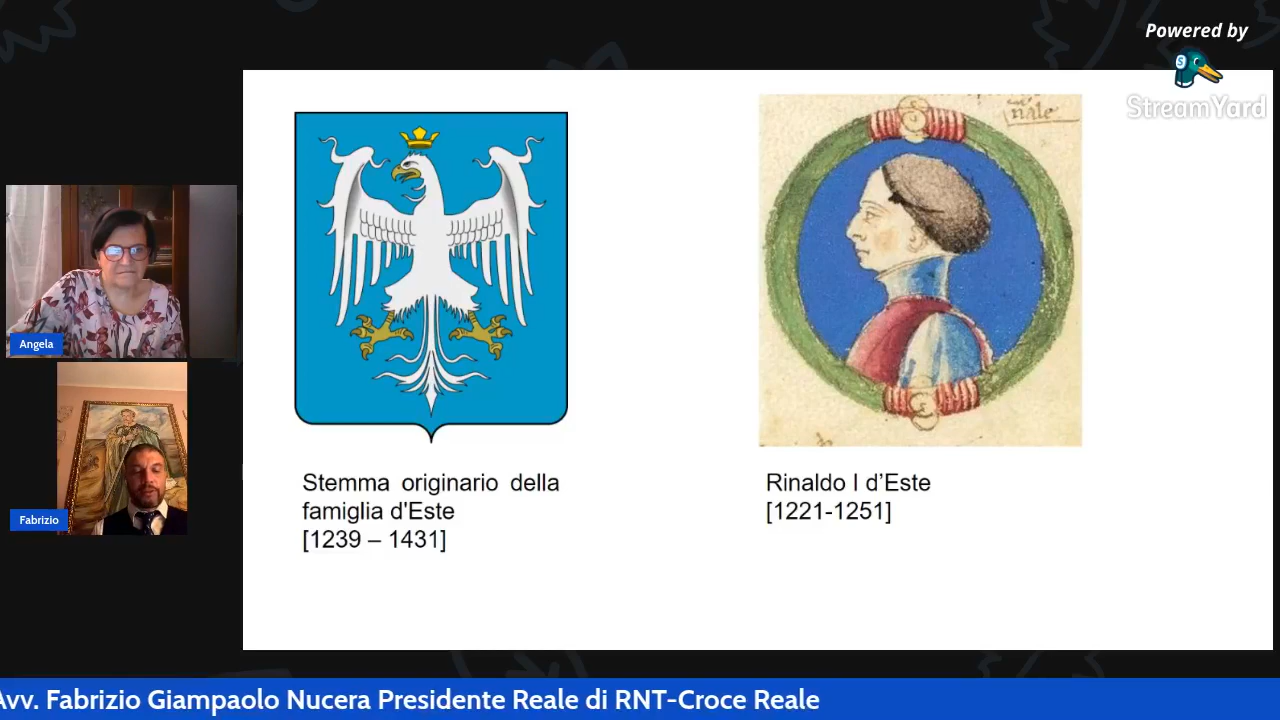 Powered by
StreamYard
nale
Angela
Fabrizio
Stemma originario della
famiglia d'Este
[1239 – 1431]
Rinaldo I d’Este
[1221-1251]
Avv. Fabrizio Giampaolo Nucera Presidente Reale di RNT-Croce Reale